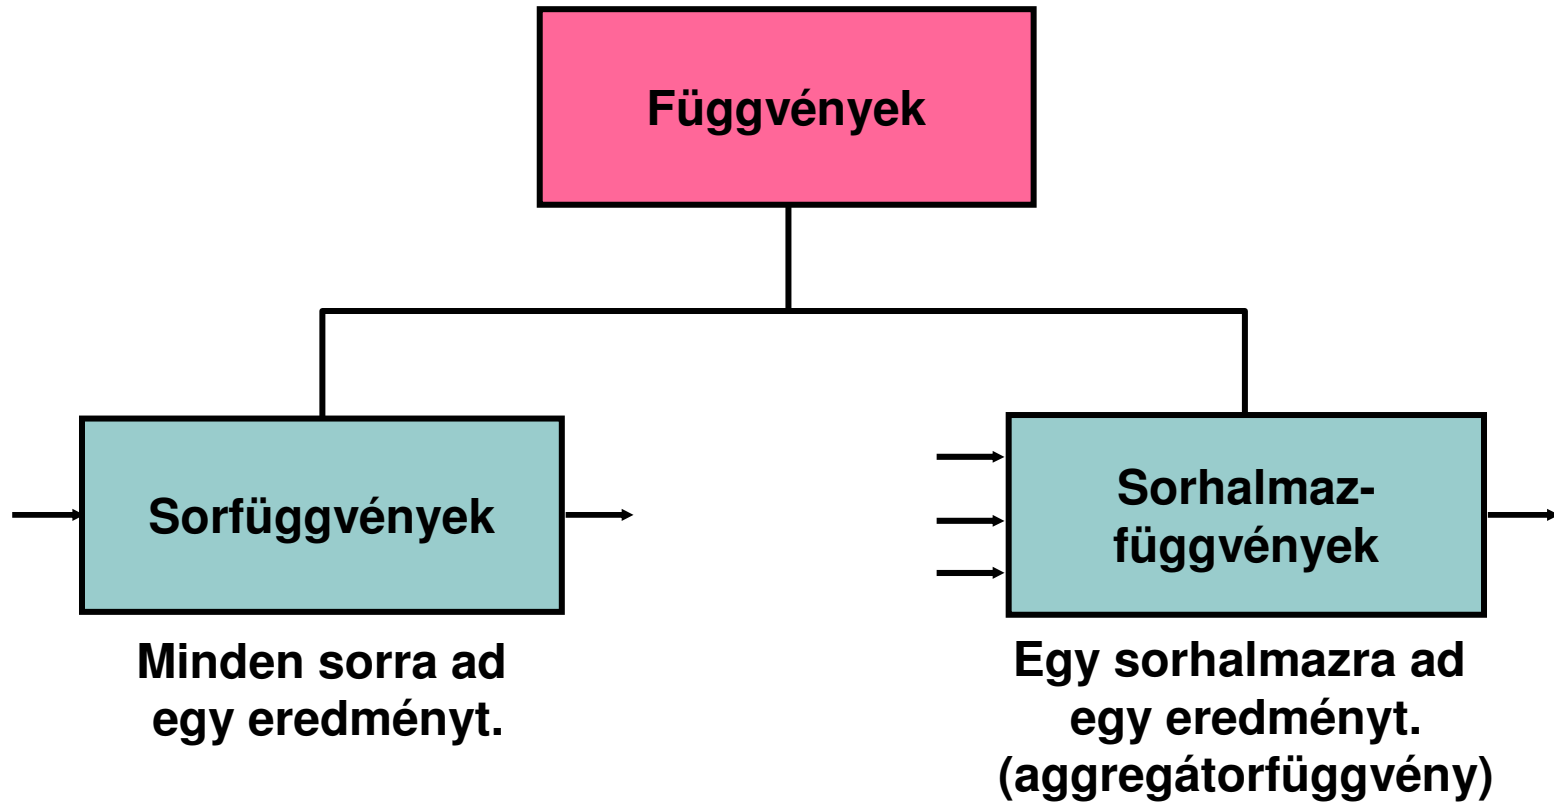 Függvények
Sorfüggvények
Minden sorra ad
egy eredményt.
Sorhalmaz-
függvények
Egy sorhalmazra ad
egy eredményt.
(aggregátorfüggvény)